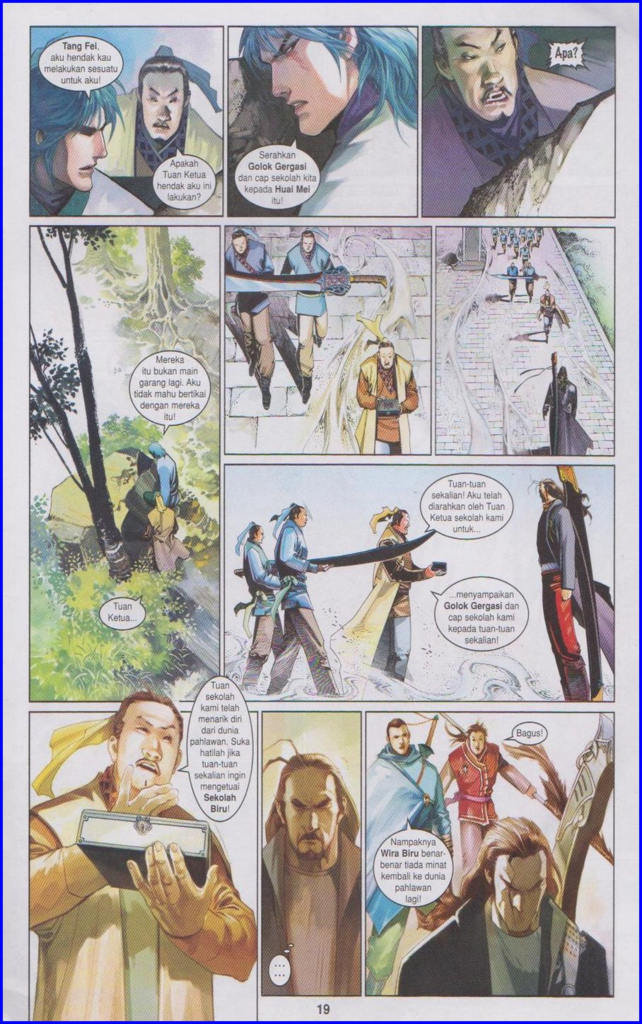 Tang Fei,
aku hendak kau
melakukan sesuatu
untuk aku!
Apakah
Tuan Ketua
hendak aku ini
lakukan?
Serahkan
Golok Gergasi
dan cap sekolah kita
kepada Huai Mei
itu!
Apa?
Mereka
itu bukan main
garang lagi. Aku
tidak mahu bertikai
dengan mereka
itu!
Tuan
Ketua...
Tuan-tuan
sekalian! Aku telah
diarahkan oleh Tuan
Ketua sekolah kami
untuk...
...menyampaikan
Golok Gergasi dan
cap sekolah kami
kepada tuan-tuan
sekalian!
Tuan
sekolah
kami telah
menarik diri
dari dunia
pahlawan. Suka
hatilah jika
tuan-tuan
sekalian ingin
mengetuai
Sekolah
Biru!
...
...
Bagus!
Nampaknya
Wira Biru benar-
benar tiada minat
kembali ke dunia
pahlawan
lagi!
19